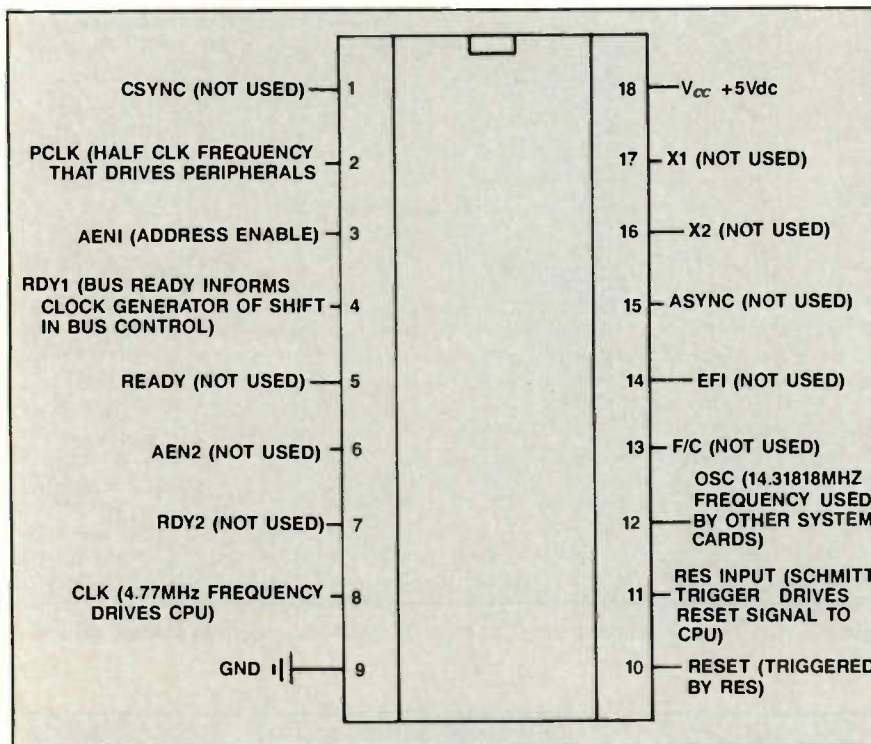 CSYNC (NOT USED)
1
PCLK (HALF CLK FREQUENCY
THAT DRIVES PERIPHERALS
2
AENI (ADDRESS ENABLE)
3
RDY1 (BUS READY INFORMS
CLOCK GENERATOR OF SHIFT
IN BUS CONTROL)
4
READY (NOT USED)
5
AEN2 (NOT USED)
6
RDY2 (NOT USED)
7
CLK (4.77MHz FREQUENCY
DRIVES CPU)
8
GND
9
18
Vcc +5Vdc
17
X1 (NOT USED)
16
X2 (NOT USED)
15
ASYNC (NOT USED)
14
EFI (NOT USED)
13
F/C (NOT USED)
OSC (14.31818MHZ
FREQUENCY USED
12
BY OTHER SYSTEM
CARDS)
RES INPUT (SCHMITT
11
TRIGGER DRIVES
RESET SIGNAL TO
CPU)
10
RESET (TRIGGERED
BY RES)